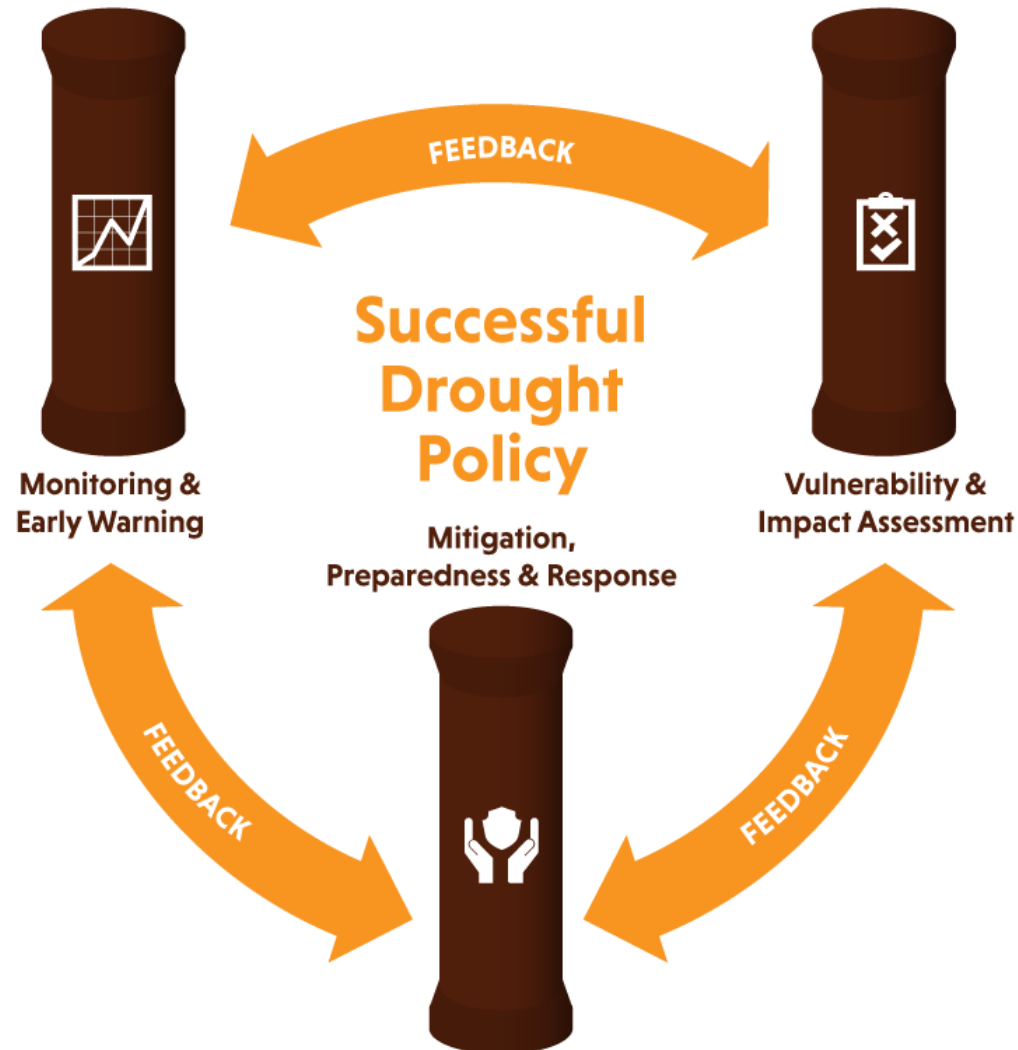 FEEDBACK
Successful
Drought
Policy
Monitoring &
Early Warning
Vulnerability &
Impact Assessment
Mitigation,
Preparedness & Response
FEEDBACK
FEEDBACK